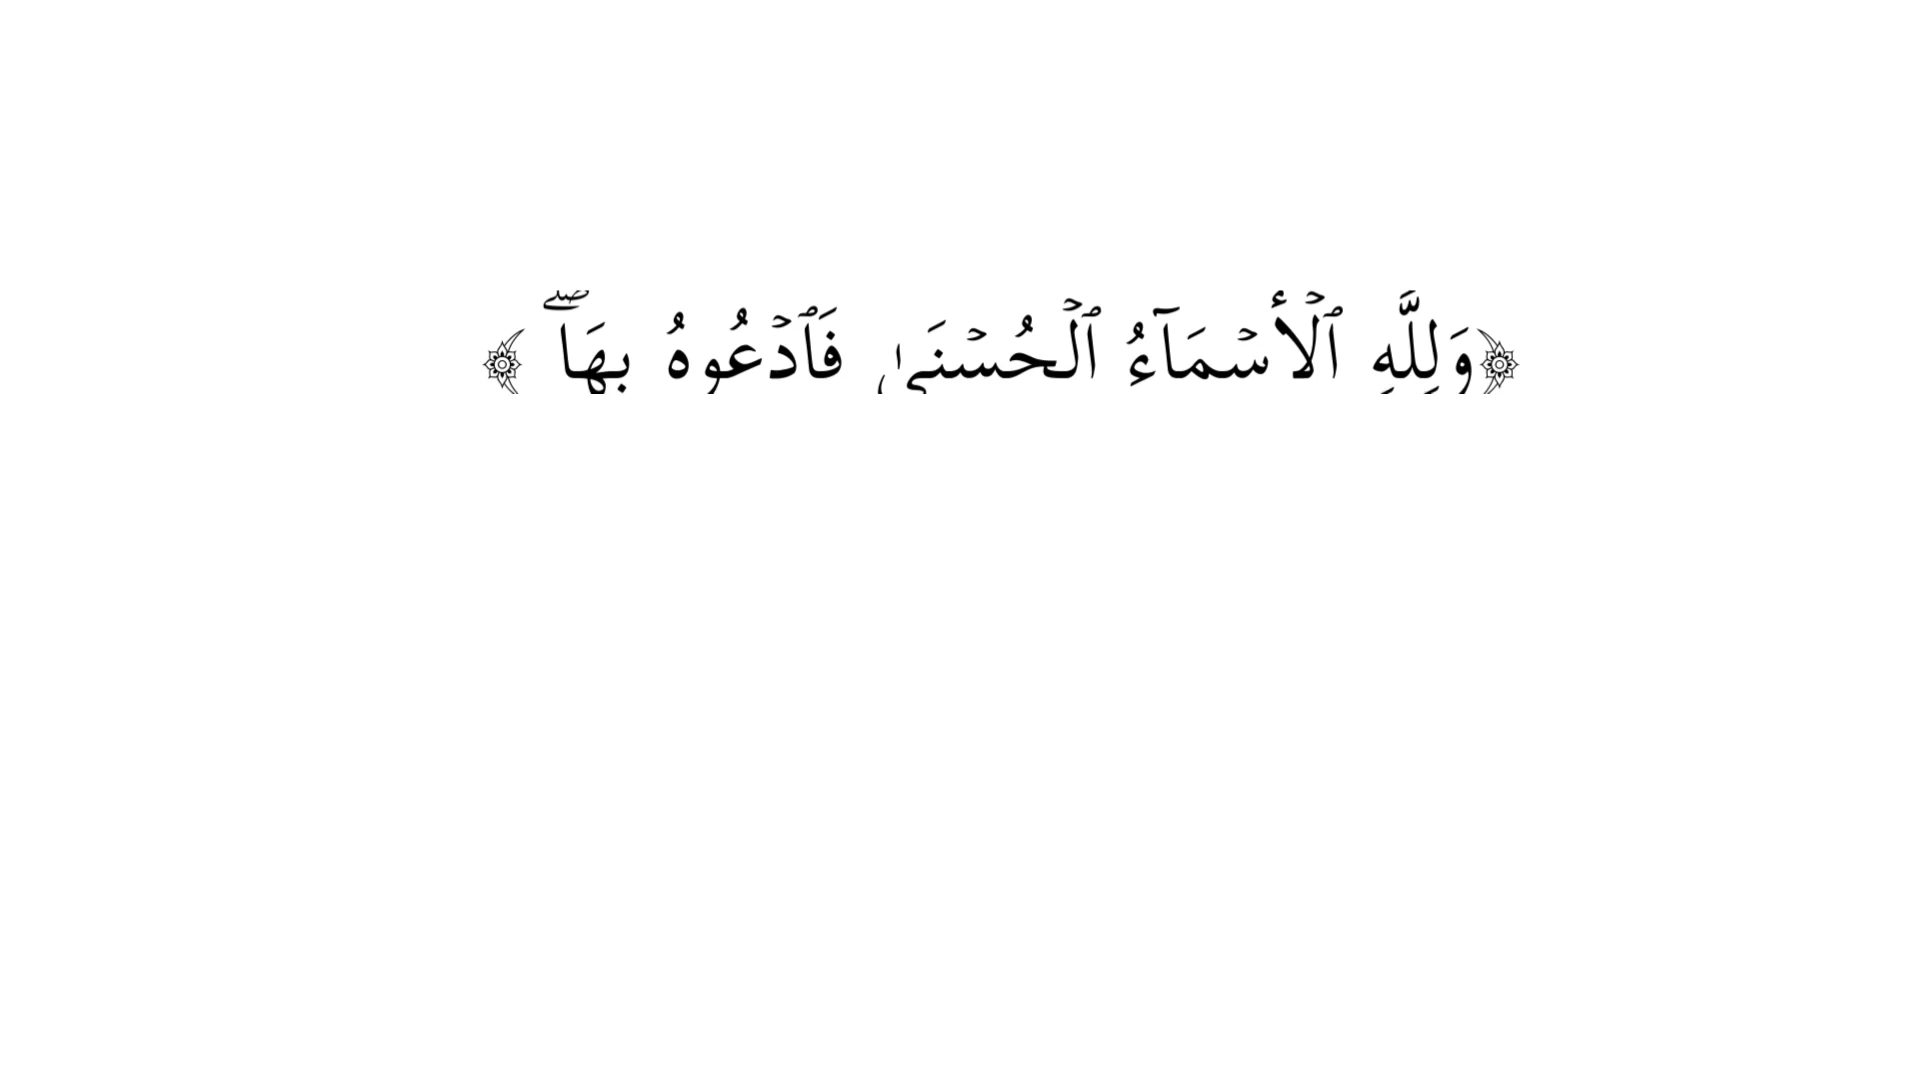 ﴿وَلِلَّهِ ٱلۡأَسۡمَآءُ ٱلۡحُسۡنَىٰ فَٱدۡعُوهُ بِهَاۖ ﴾